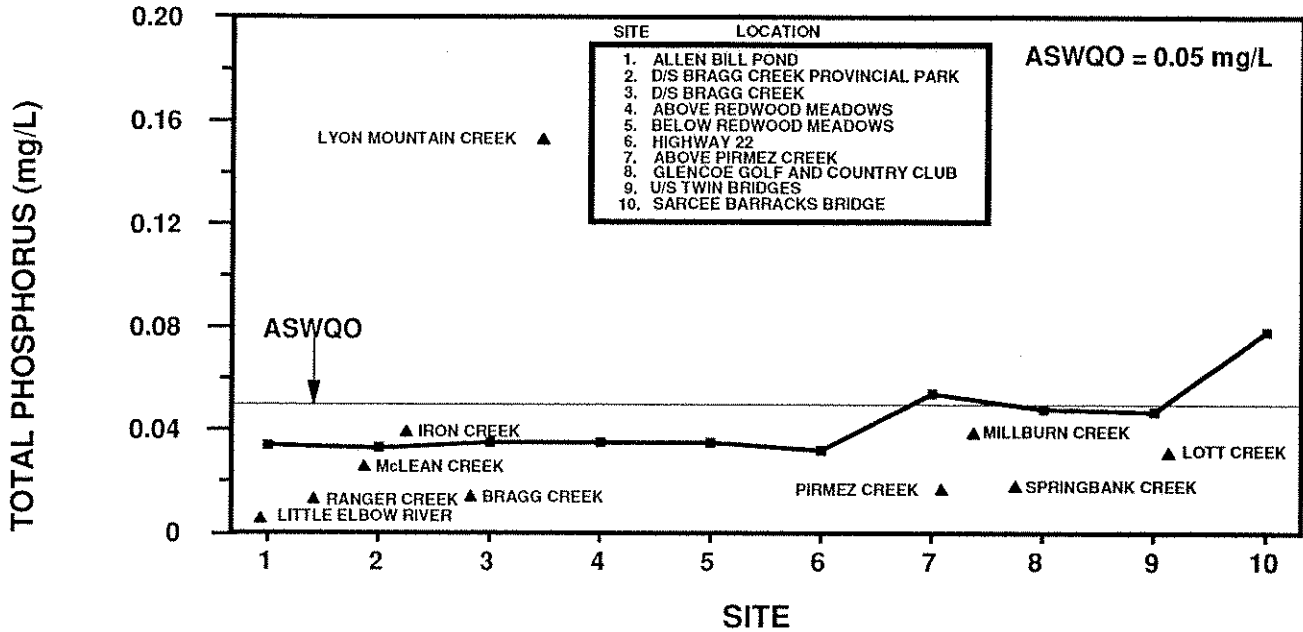 TOTAL PHOSPHORUS (mg/L)
0.20
0.16
0.12
0.08
0.04
0
SITE LOCATION
1. ALLEN BILL POND
2. D/S BRAGG CREEK PROVINCIAL PARK
3. D/S BRAGG CREEK
4. ABOVE REDWOOD MEADOWS
5. BELOW REDWOOD MEADOWS
6. HIGHWAY 22
7. ABOVE PIRMEZ CREEK
8. GLENCOE GOLF AND COUNTRY CLUB
9. U/S TWIN BRIDGES
10. SARCEE BARRACKS BRIDGE
ASWQO = 0.05 mg/L
LYON MOUNTAIN CREEK
ASWQO
IRON CREEK
McLEAN CREEK
RANGER CREEK
BRAGG CREEK
LITTLE ELBOW RIVER
MILLBURN CREEK
LOTT CREEK
PIRMEZ CREEK
SPRINGBANK CREEK
1 2 3 4 5 6 7 8 9 10
SITE